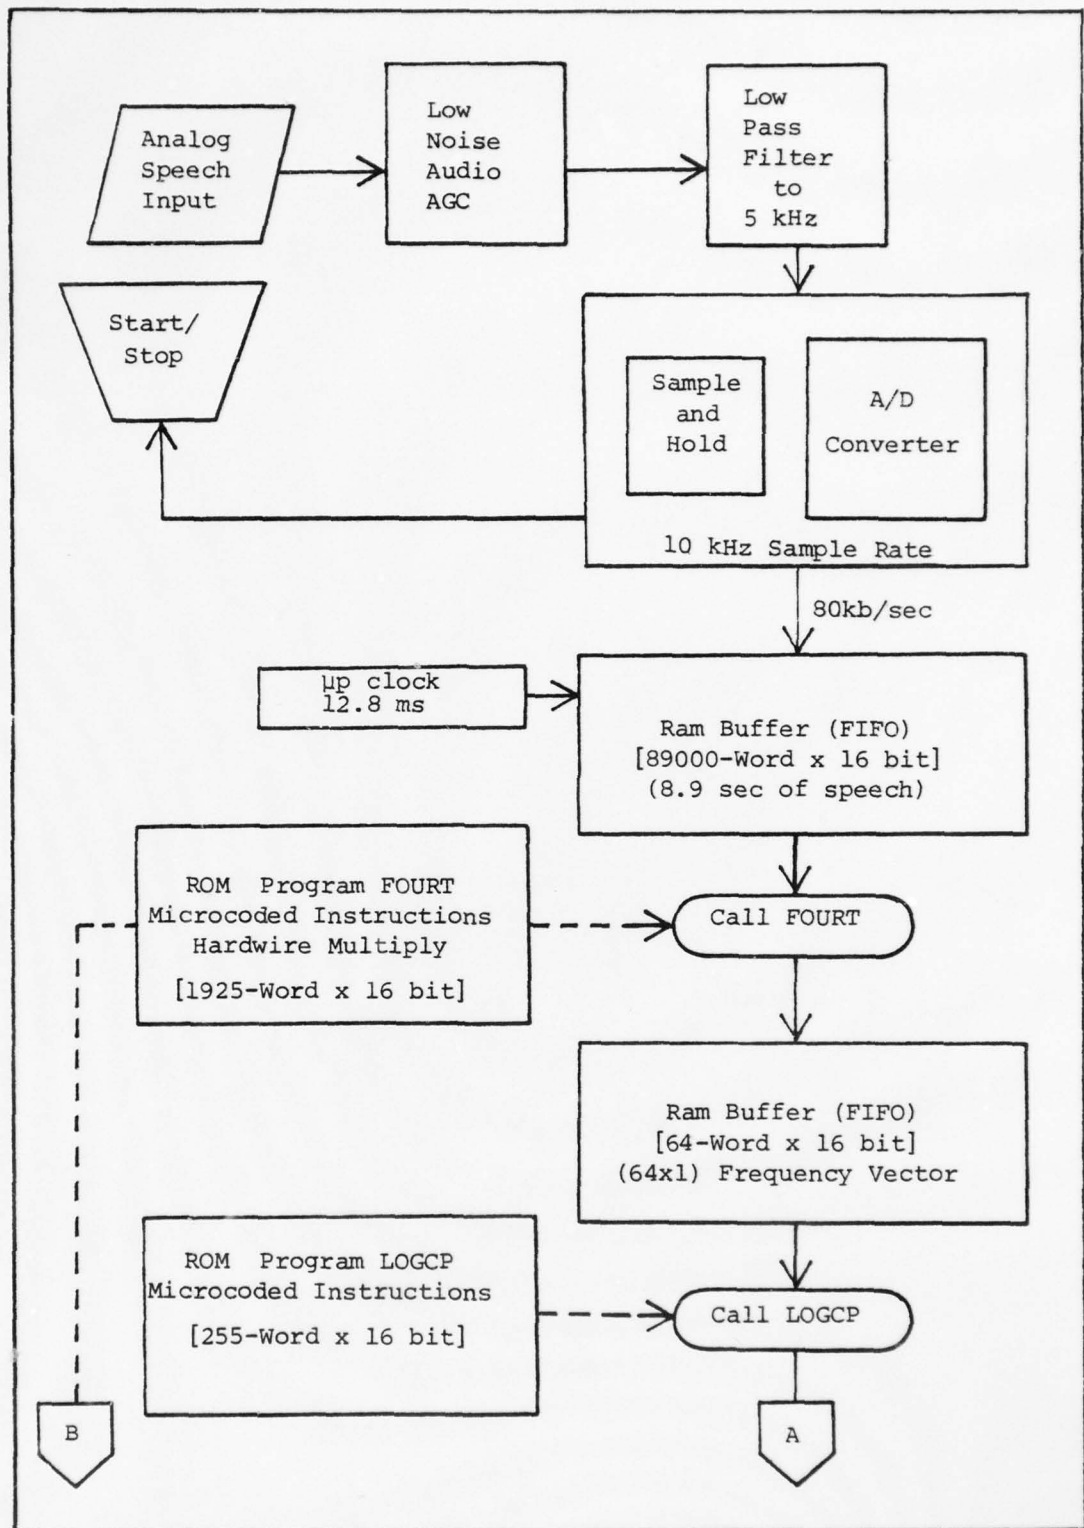 Analog
Speech
Input
Low
Noise
Audio
AGC
Low
Pass
Filter
to
5 kHz
Start/
Stop
Sample
and
Hold
A/D
Converter
10 kHz Sample Rate
80kb/sec
µp clock
12.8 ms
Ram Buffer (FIFO)
[89000-Word x 16 bit]
(8.9 sec of speech)
ROM Program FOURT
Microcoded Instructions
Hardwire Multiply
[1925-Word x 16 bit]
Call FOURT
Ram Buffer (FIFO)
[64-Word x 16 bit]
(64x1) Frequency Vector
ROM Program LOGCP
Microcoded Instructions
[255-Word x 16 bit]
Call LOGCP
B
A